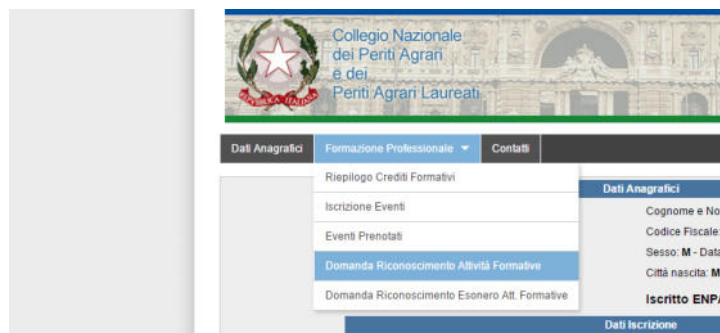 Collegio Nazionale
dei Periti Agrari
e dei
Periti Agrari Laureati
REPVBBLICA ITALIANA
Dati Anagrafici Formazione Professionale Contatti
Riepilogo Crediti Formativi
Iscrizione Eventi
Eventi Prenotati
Domanda Riconoscimento Attività Formative
Domanda Riconoscimento Esonero Att. Formative
Dati Anagrafici
Cognome e No
Codice Fiscale:
Sesso: M - Data
Città nascita: M
Iscritto ENPA
Dati Iscrizione